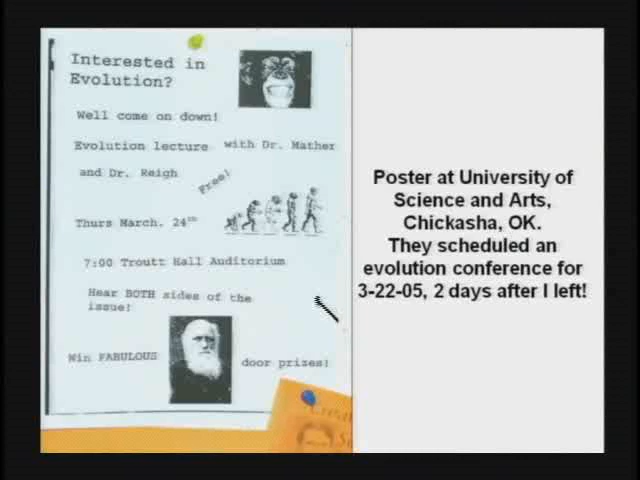 Interested in
Evolution?
Well come on down!
Evolution lecture with Dr. Mather
and Dr. Reigh
Free!
Thurs March. 24th
7:00 Troutt Hall Auditorium
Hear BOTH sides of the
issue!
Win FABULOUS
door prizes!
Poster at University of
Science and Arts,
Chickasha, OK.
They scheduled an
evolution conference for
3-22-05, 2 days after I left!